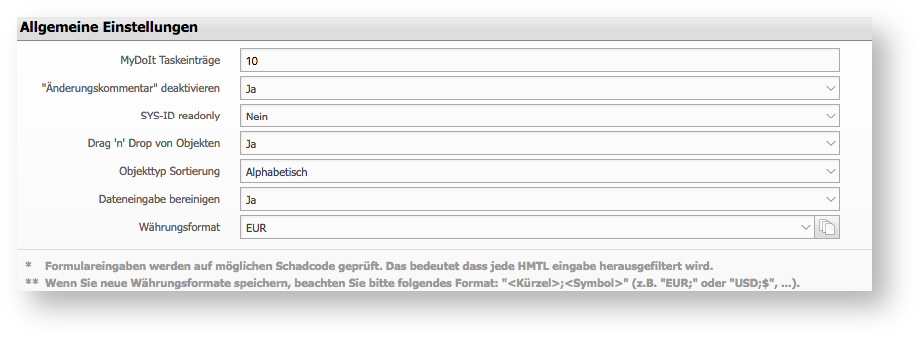 Allgemeine Einstellungen
MyDoIt Taskeinträge 10
"Änderungskommentar" deaktivieren Ja
SYS-ID readonly Nein
Drag 'n' Drop von Objekten Ja
Objekttyp Sortierung Alphabetisch
Dateneingabe bereinigen Ja
Währungsformat EUR
* Formulareingaben werden auf möglichen Schadcode geprüft. Das bedeutet dass jede HMTL eingabe herausgefiltert wird.
** Wenn Sie neue Währungsformate speichern, beachten Sie bitte folgendes Format: "<Kürzel>;<Symbol>" (z.B. "EUR;" oder "USD;$", ...).